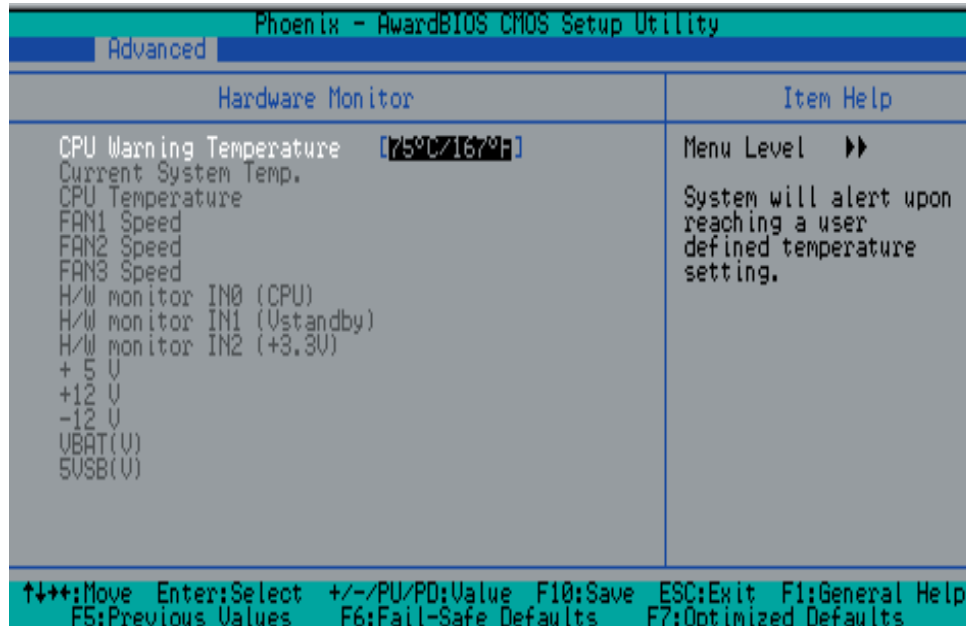 Phoenix - AwardBIOS CMOS Setup Utility
Advanced
Hardware Monitor
Item Help
CPU Warning Temperature [75°C/167°F]
Current System Temp.
CPU Temperature
FAN1 Speed
FAN2 Speed
FAN3 Speed
H/W monitor IN0 (CPU)
H/W monitor IN1 (Vstandby)
H/W monitor IN2 (+3.3V)
+ 5 V
+12 V
-12 V
VBAT(V)
5VSB(V)
Menu Level ▶▶
System will alert upon
reaching a user
defined temperature
setting.
↑↓→←:Move Enter:Select +/-/PU/PD:Value F10:Save ESC:Exit F1:General Help
F5:Previous Values F6:Fail-Safe Defaults F7:Optimized Defaults